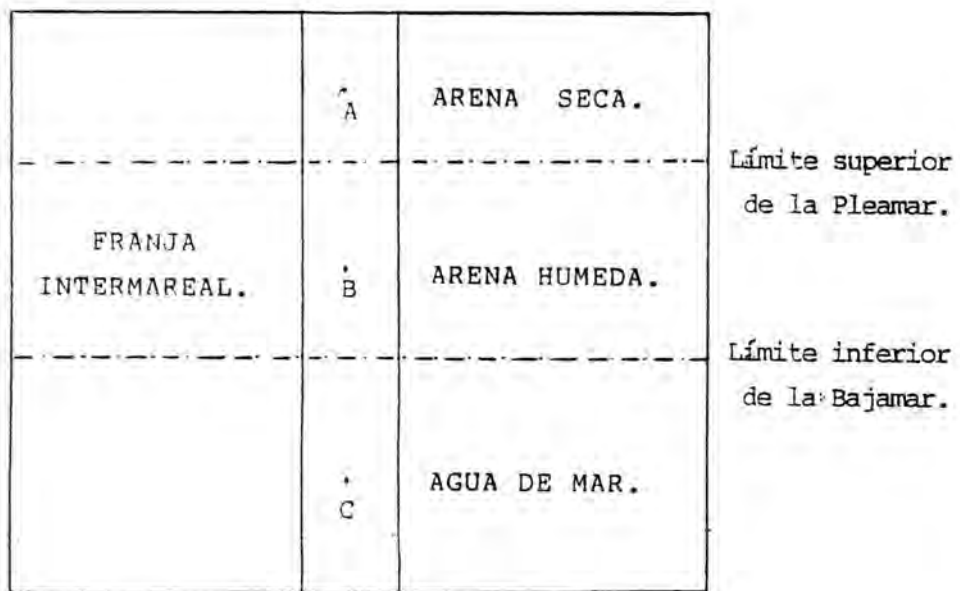 A
ARENA SECA.
Límite superior
de la Pleamar.
FRANJA
INTERMAREAL.
B
ARENA HUMEDA.
Límite inferior
de la Bajamar.
C
AGUA DE MAR.